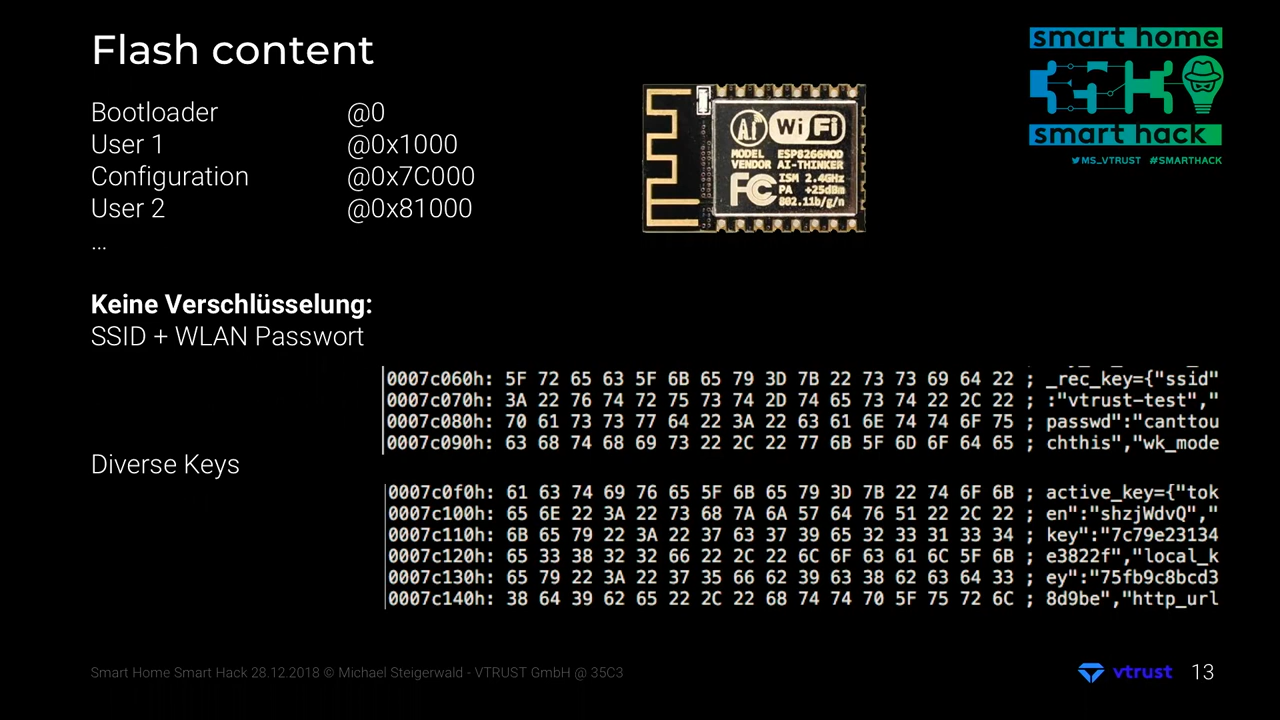 Flash content
smart home
smart hack
MS_VTRUST #SMARTHACK
Bootloader @0
User 1 @0x1000
Configuration @0x7C000
User 2 @0x81000
...
Ai WiFi
MODEL ESP8266MOD
VENDOR AI-THINKER
FC ISM 2.4GHz
PA +25dBm
802.11b/g/n
Keine Verschlüsselung:
SSID + WLAN Passwort
0007c060h: 5F 72 65 63 5F 6B 65 79 3D 7B 22 73 73 69 64 22 ; _rec_key={"ssid"
0007c070h: 3A 22 76 74 72 75 73 74 2D 74 65 73 74 22 2C 22 ; :"vtrust-test","
0007c080h: 70 61 73 73 77 64 22 3A 22 63 61 6E 74 74 6F 75 ; passwd":"canttou
0007c090h: 63 68 74 68 69 73 22 2C 22 77 6B 5F 6D 6F 64 65 ; chthis","wk_mode
Diverse Keys
0007c0f0h: 61 63 74 69 76 65 5F 6B 65 79 3D 7B 22 74 6F 6B ; active_key={"tok
0007c100h: 65 6E 22 3A 22 73 68 7A 6A 57 64 76 51 22 2C 22 ; en":"shzjWdvQ","
0007c110h: 6B 65 79 22 3A 22 37 63 37 39 65 32 33 31 33 34 ; key":"7c79e23134
0007c120h: 65 33 38 32 32 66 22 2C 22 6C 6F 63 61 6C 5F 6B ; e3822f","local_k
0007c130h: 65 79 22 3A 22 37 35 66 62 39 63 38 62 63 64 33 ; ey":"75fb9c8bcd3
0007c140h: 38 64 39 62 65 22 2C 22 68 74 74 70 5F 75 72 6C ; 8d9be","http_url
Smart Home Smart Hack 28.12.2018 © Michael Steigerwald - VTRUST GmbH @ 35C3
vtrust 13